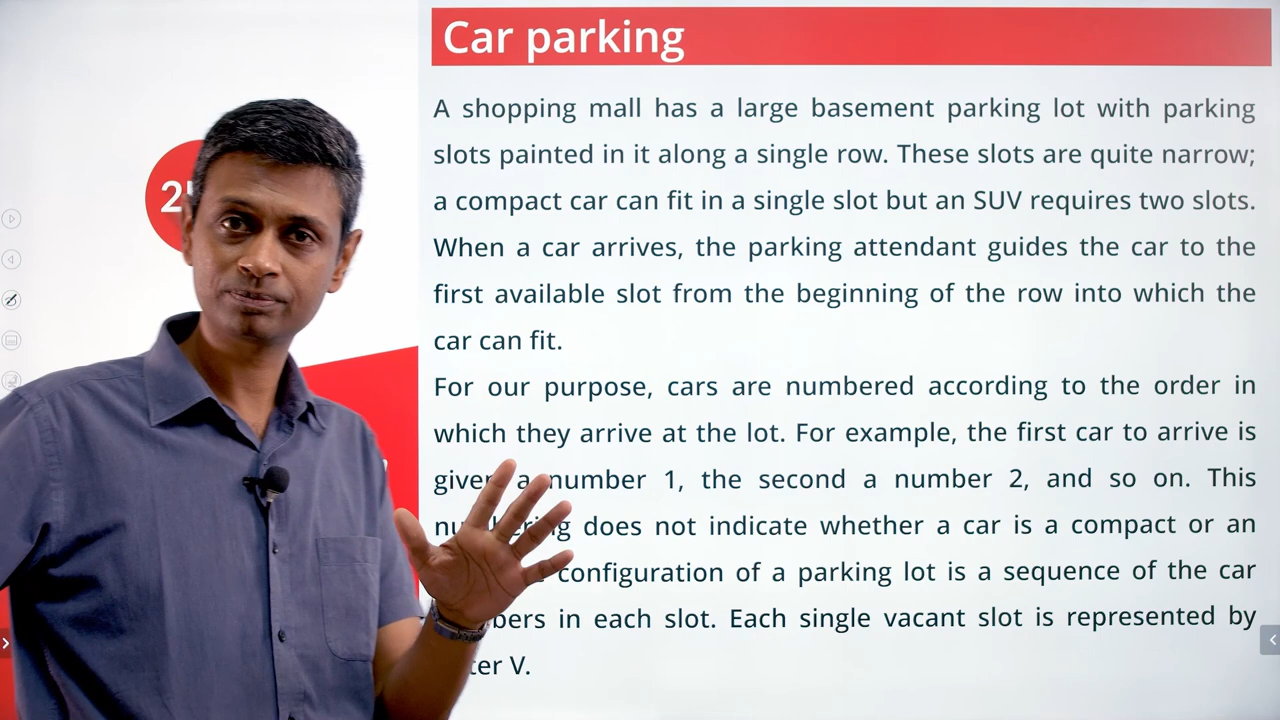 Car parking
A shopping mall has a large basement parking lot with parking
slots painted in it along a single row. These slots are quite narrow;
a compact car can fit in a single slot but an SUV requires two slots.
When a car arrives, the parking attendant guides the car to the
first available slot from the beginning of the row into which the
car can fit.
For our purpose, cars are numbered according to the order in
which they arrive at the lot. For example, the first car to arrive is
given a number 1, the second a number 2, and so on. This
numbering does not indicate whether a car is a compact or an
configuration of a parking lot is a sequence of the car
in each slot. Each single vacant slot is represented by
V.